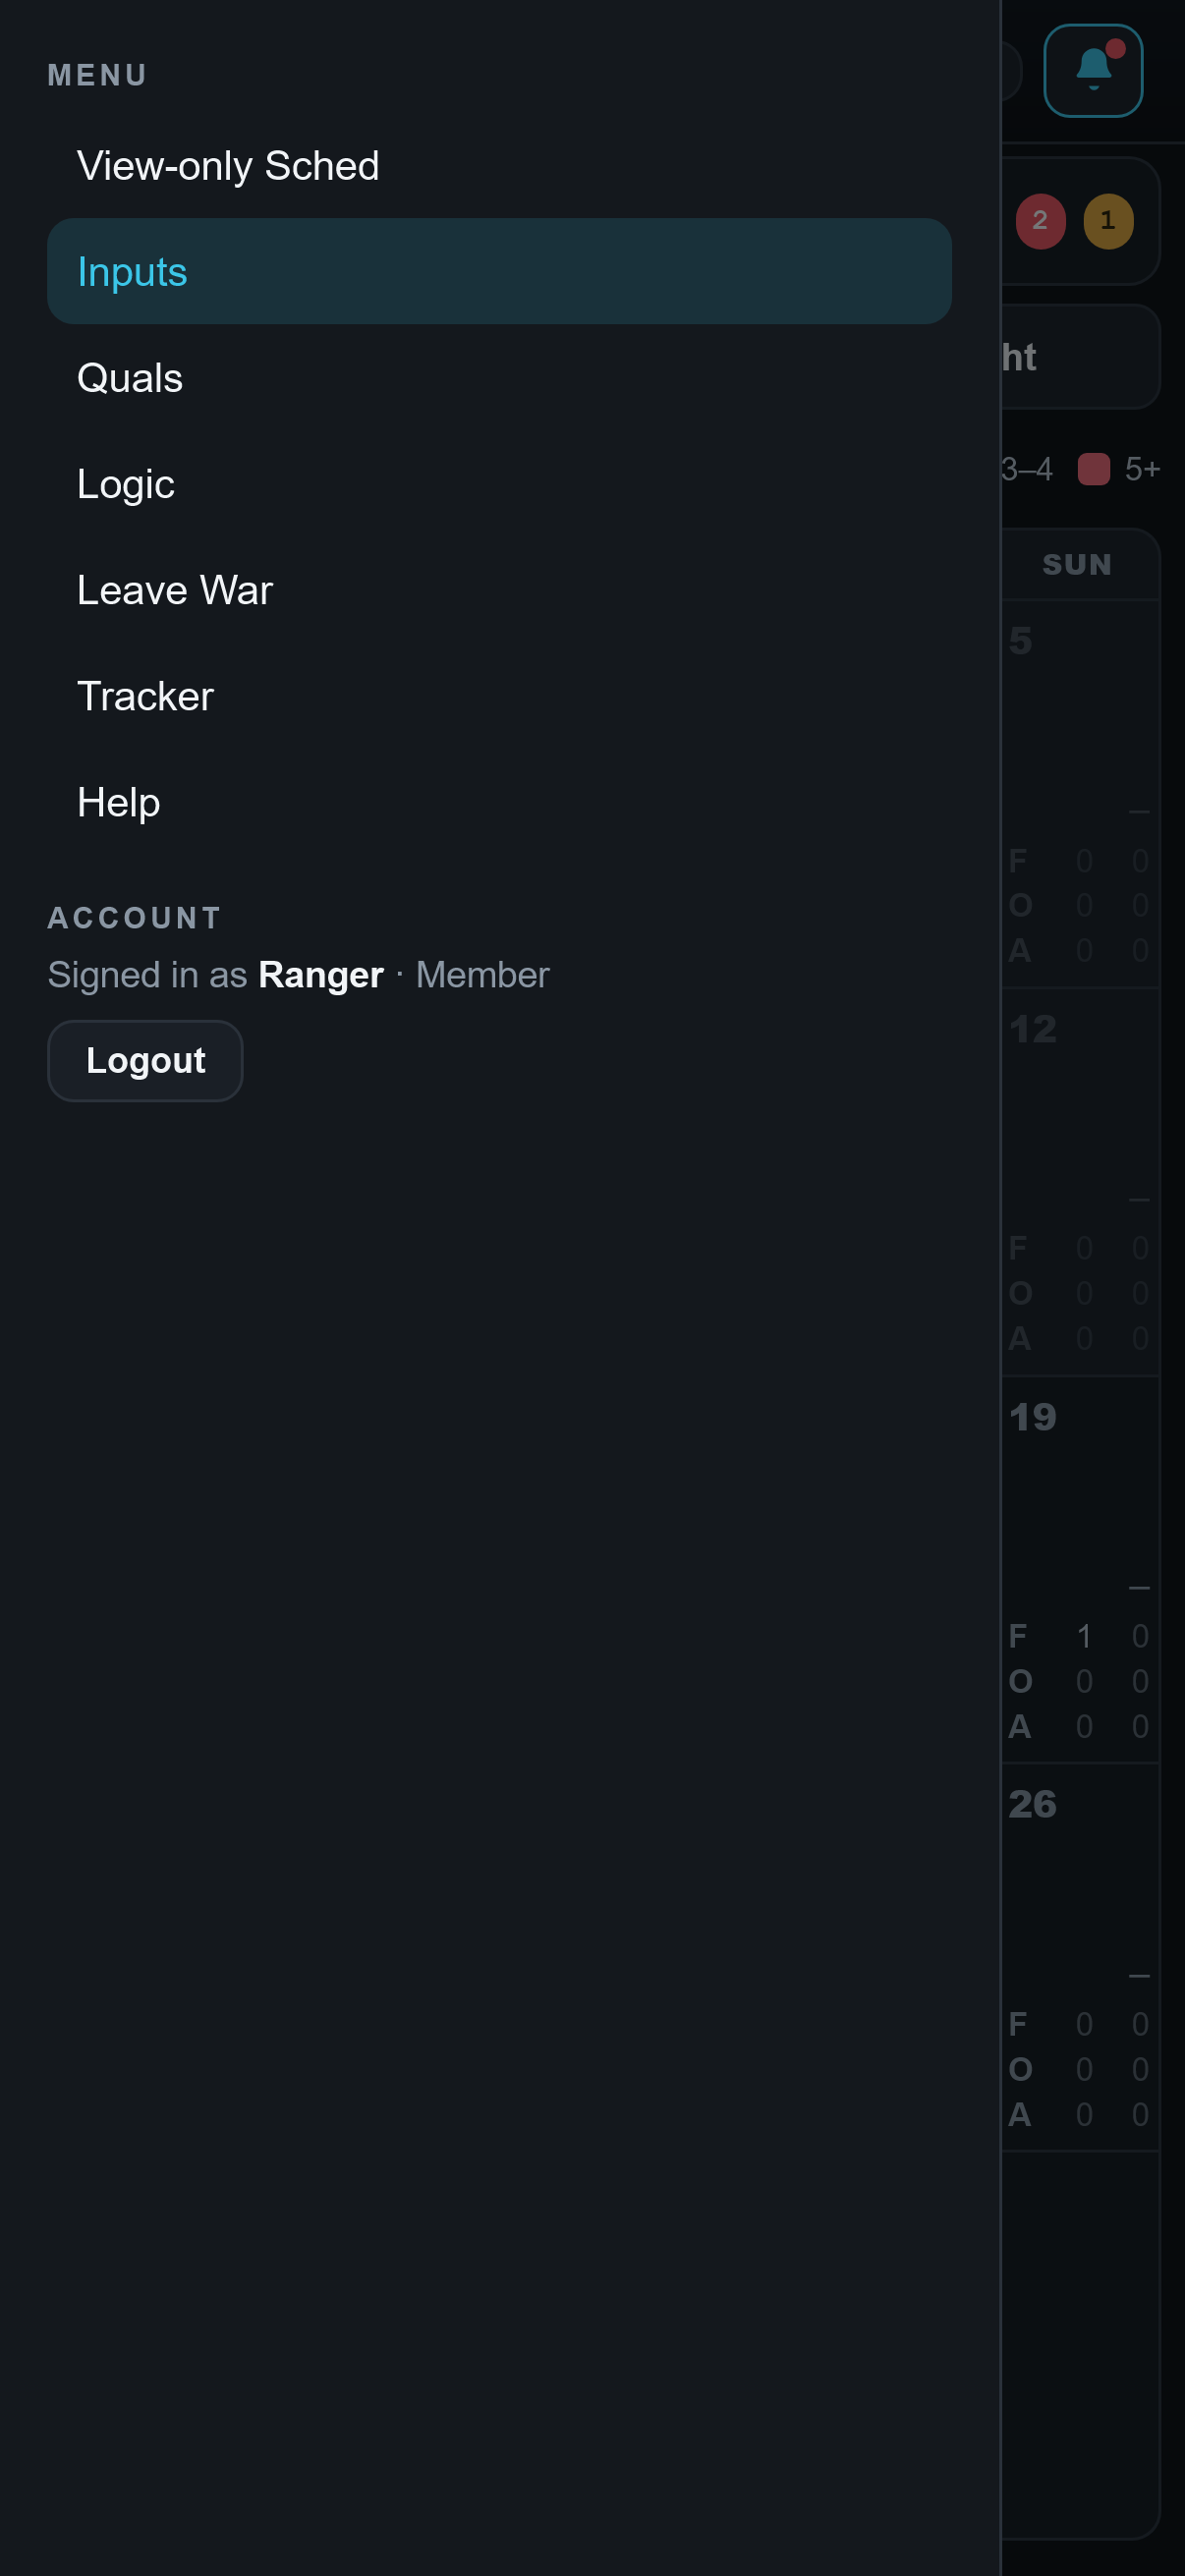 MENU
View-only Sched
Inputs
Quals
Logic
Leave War
Tracker
Help
ACCOUNT
Signed in as Ranger · Member
Logout
2 1
ht
3–4 5+
SUN
5
–
F 0 0
O 0 0
A 0 0
12
–
F 0 0
O 0 0
A 0 0
19
–
F 1 0
O 0 0
A 0 0
26
–
F 0 0
O 0 0
A 0 0